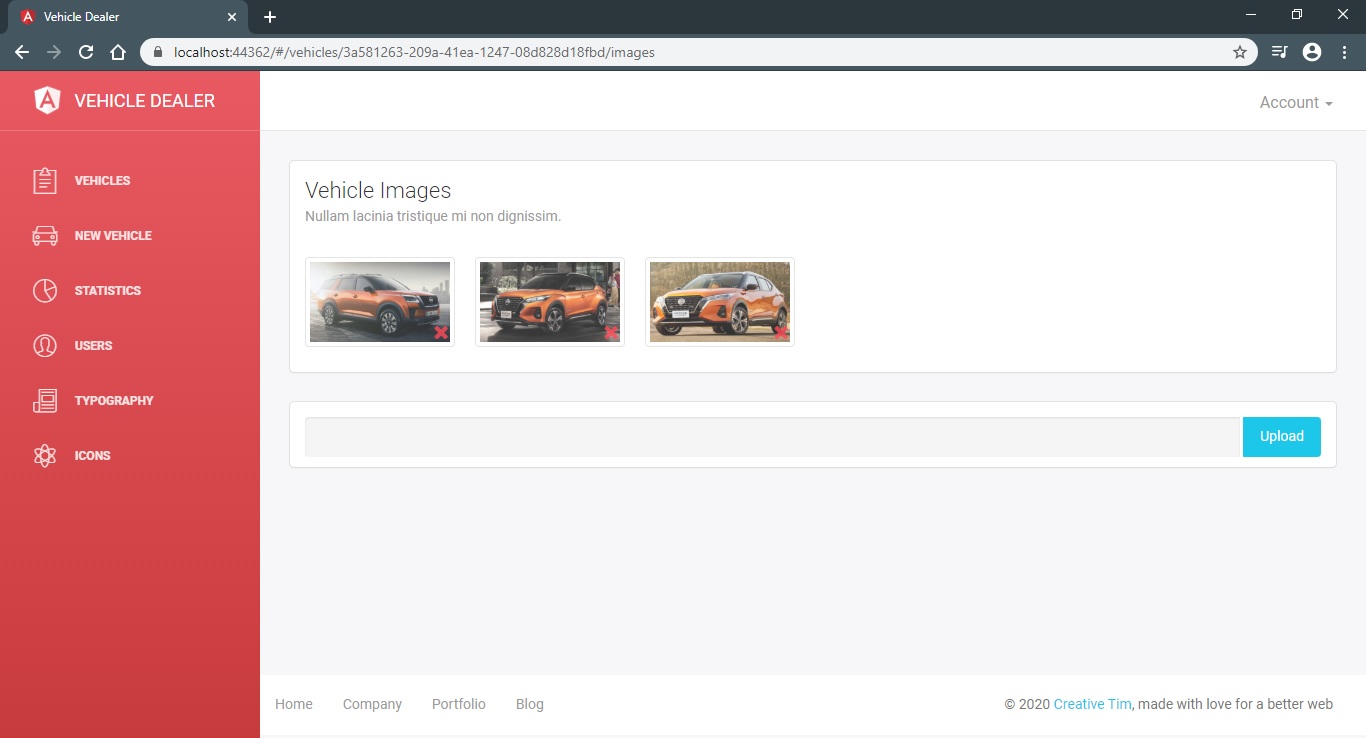 Vehicle Dealer
localhost:44362/#/vehicles/3a581263-209a-41ea-1247-08d828d18fbd/images
VEHICLE DEALER
Account
VEHICLES
NEW VEHICLE
STATISTICS
USERS
TYPOGRAPHY
ICONS
Vehicle Images
Nullam lacinia tristique mi non dignissim.
Upload
Home
Company
Portfolio
Blog
© 2020 Creative Tim, made with love for a better web